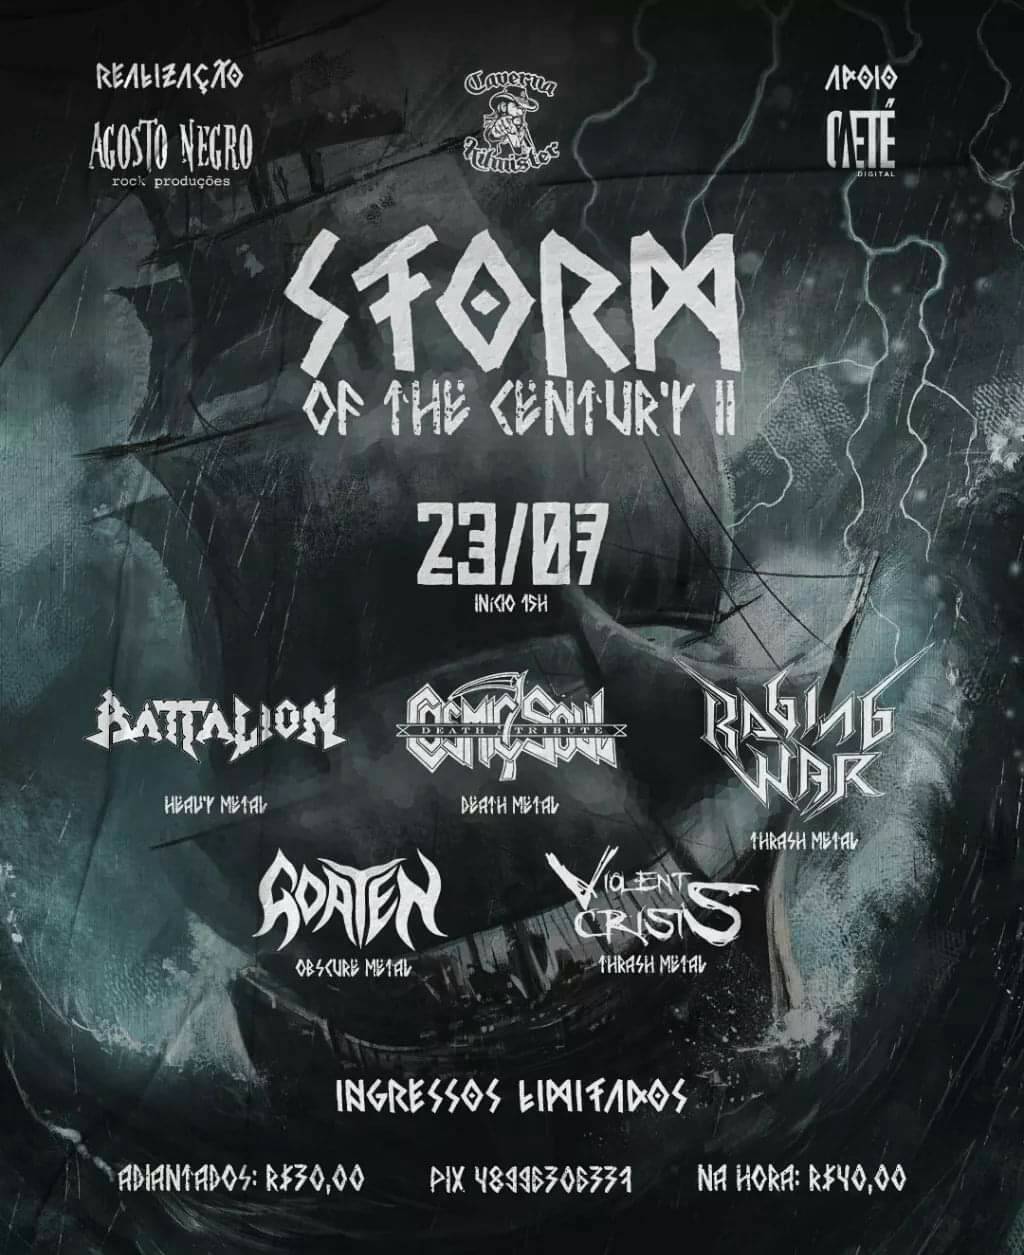 REALIZAÇÃO
AGOSTO NEGRO
rock produções
Caverna
Kilmister
APOIO
CAETÉ
DIGITAL
STORM
OF THE CENTURY II
23/07
INíCIO 15H
BATTALION
HEAVY METAL
COSMIC SOUL
DEATH TRIBUTE
DEATH METAL
RAGING
WAR
THRASH METAL
GOATEN
OBSCURE METAL
VIOLENT
CRISIS
THRASH METAL
INGRESSOS LIMITADOS
ADIANTADOS: R$30,00
PIX 48996306331
NA HORA: R$40,00